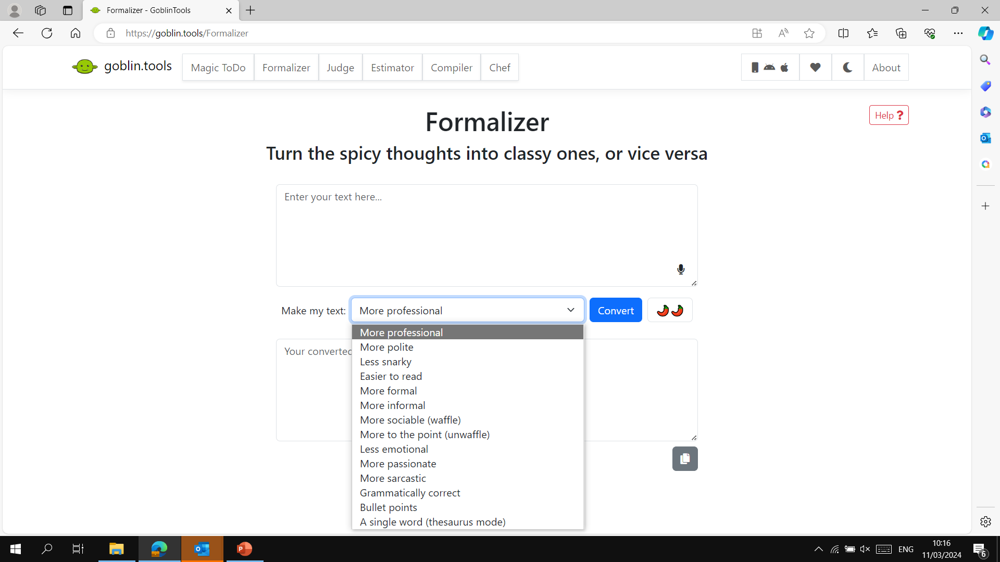 Formalizer - GoblinTools
https://goblin.tools/Formalizer
goblin.tools
Magic ToDo
Formalizer
Judge
Estimator
Compiler
Chef
About
Help ?
Formalizer
Turn the spicy thoughts into classy ones, or vice versa
Enter your text here...
Make my text:
More professional
Convert
More professional
More polite
Less snarky
Easier to read
More formal
More informal
More sociable (waffle)
More to the point (unwaffle)
Less emotional
More passionate
More sarcastic
Grammatically correct
Bullet points
A single word (thesaurus mode)
Your converted
ENG
10:16
11/03/2024
6